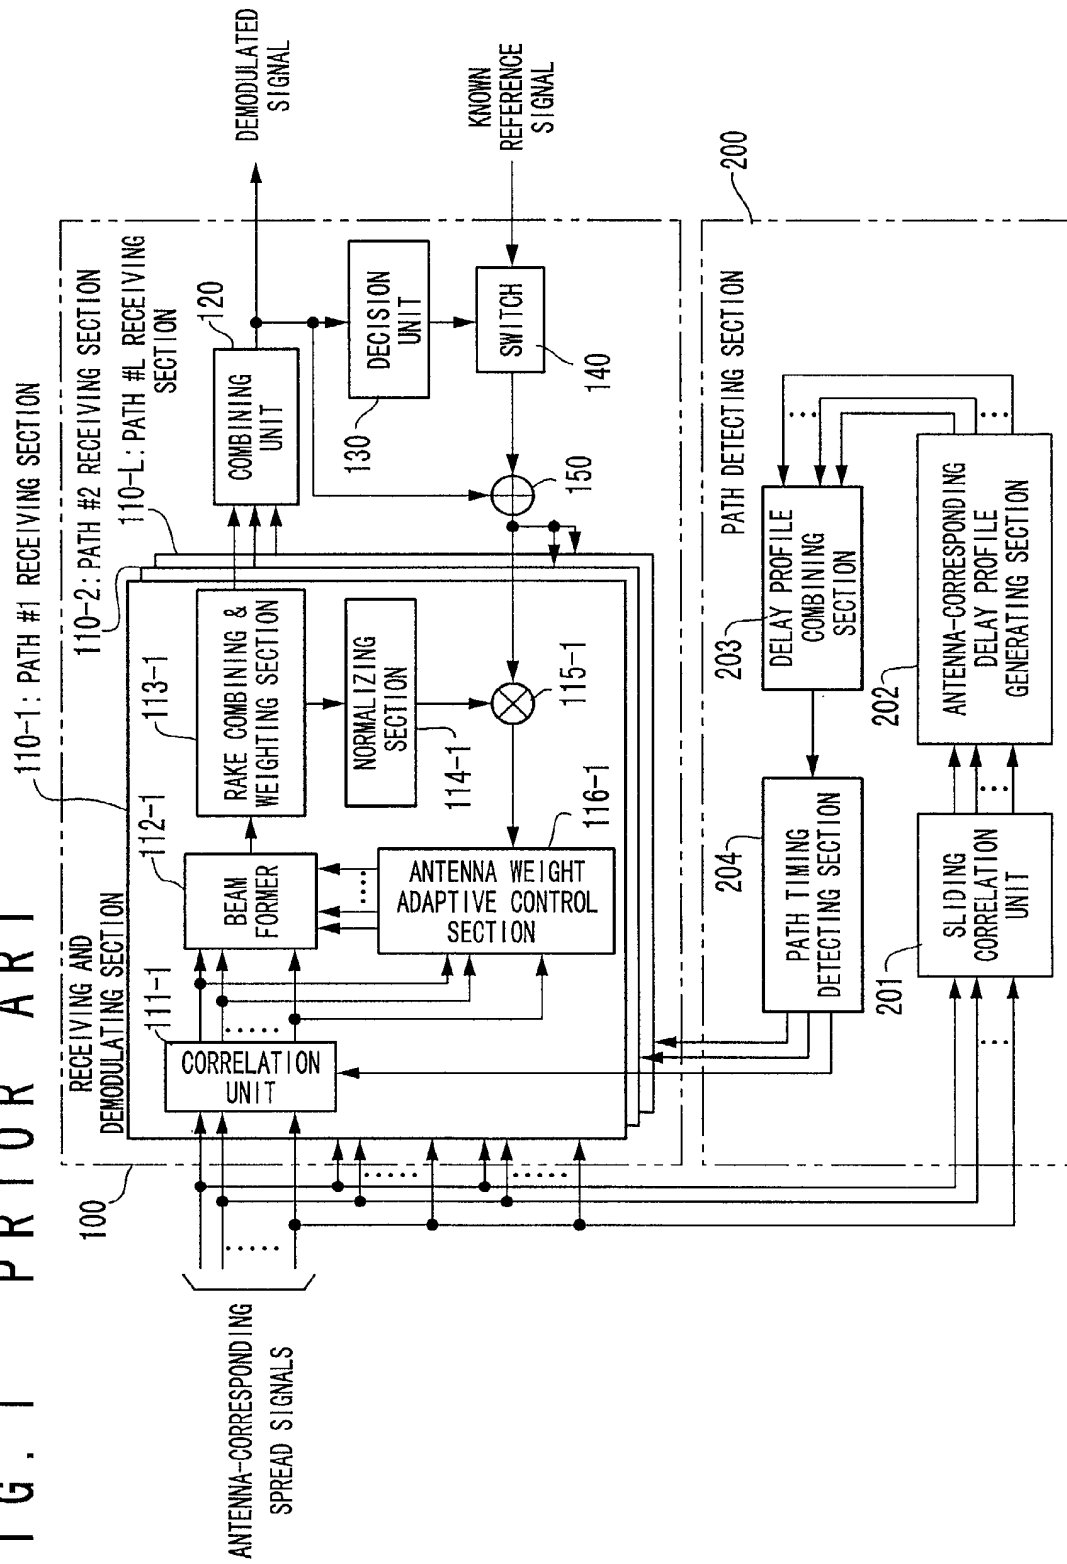 IG. 1 PRIOR ART
110-1: PATH #1 RECEIVING SECTION
110-2: PATH #2 RECEIVING SECTION
110-L: PATH #L RECEIVING
SECTION
100
RECEIVING AND
DEMODULATING SECTION
ANTENNA-CORRESPONDING
SPREAD SIGNALS
111-1
CORRELATION
UNIT
112-1
BEAM
FORMER
113-1
RAKE COMBINING &
WEIGHTING SECTION
NORMALIZING
SECTION
114-1
115-1
116-1
ANTENNA WEIGHT
ADAPTIVE CONTROL
SECTION
120
COMBINING
UNIT
DEMODULATED
SIGNAL
DECISION
UNIT
130
KNOWN
REFERENCE
SIGNAL
SWITCH
140
150
200
PATH DETECTING SECTION
204
PATH TIMING
DETECTING SECTION
203
DELAY PROFILE
COMBINING
SECTION
201
SLIDING
CORRELATION
UNIT
202
ANTENNA-CORRESPONDING
DELAY PROFILE
GENERATING SECTION